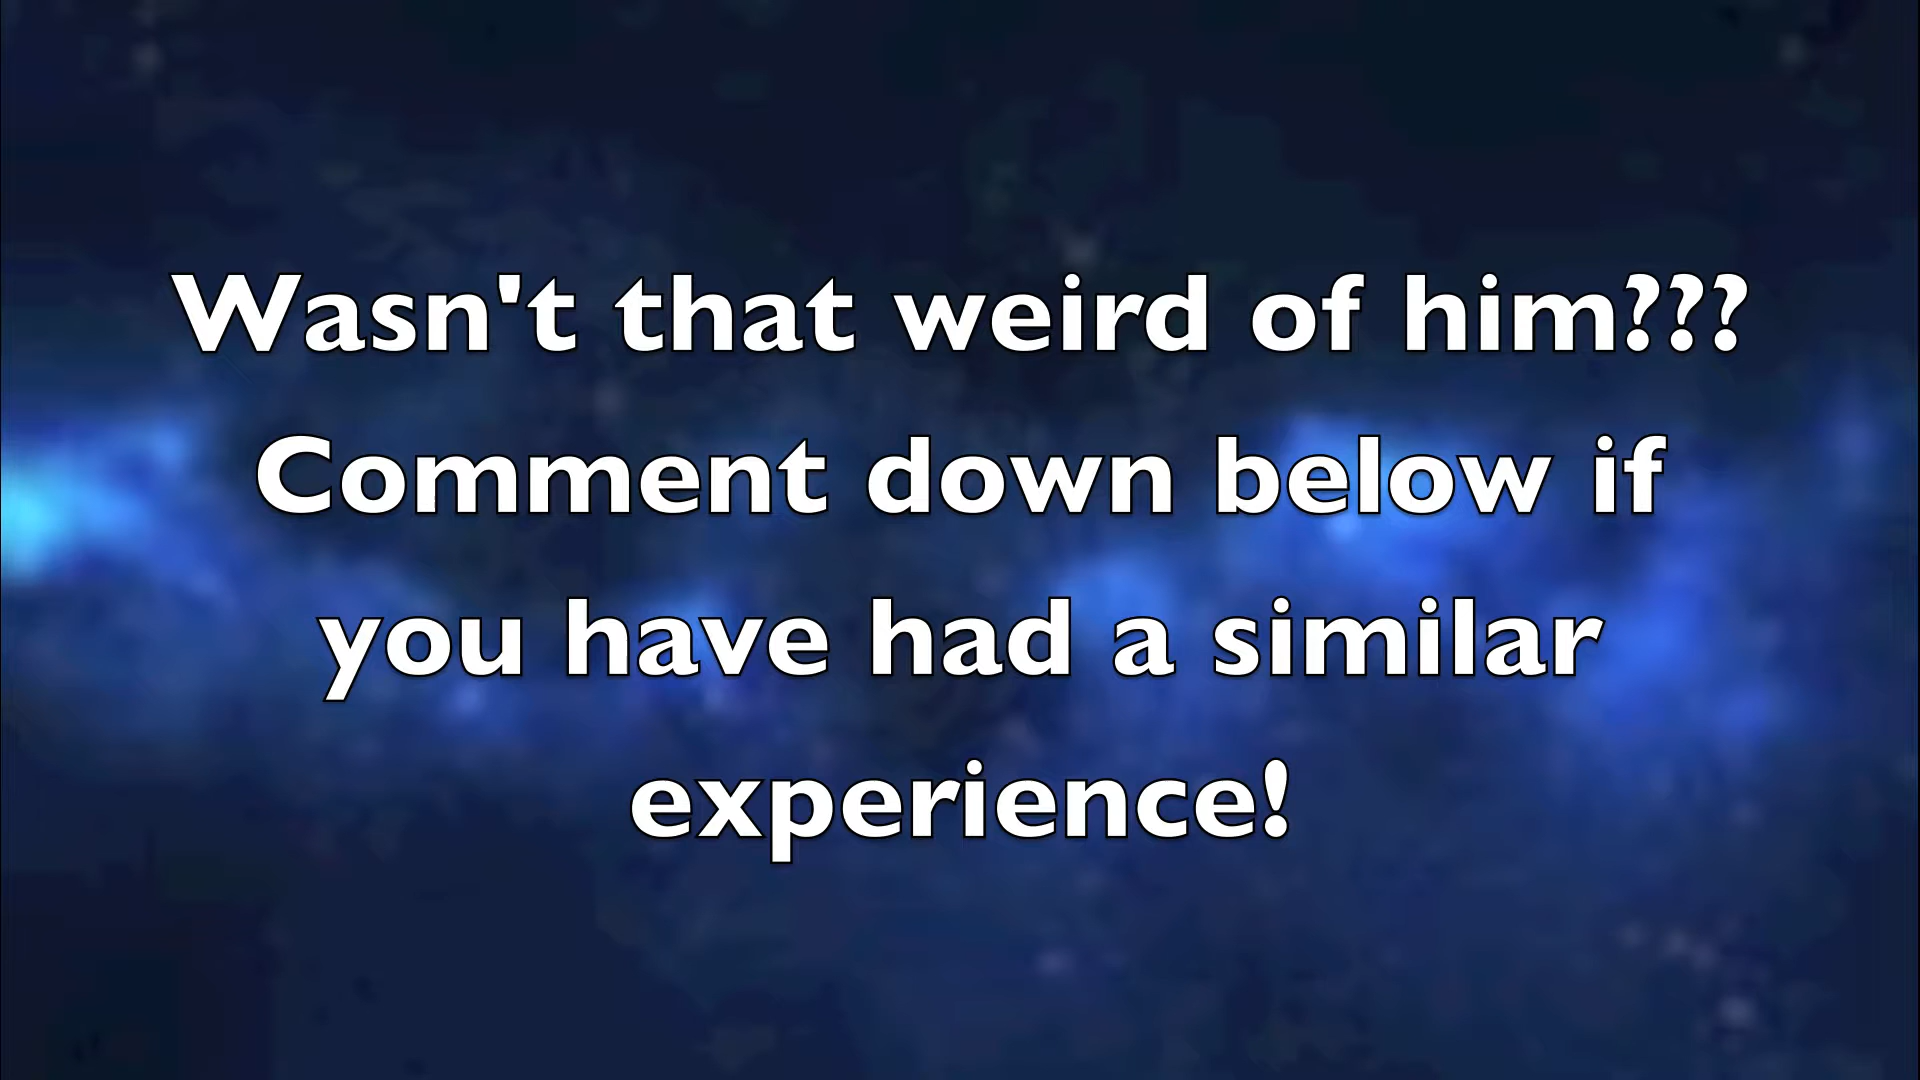 Wasn't that weird of him???
Comment down below if
you have had a similar
experience!